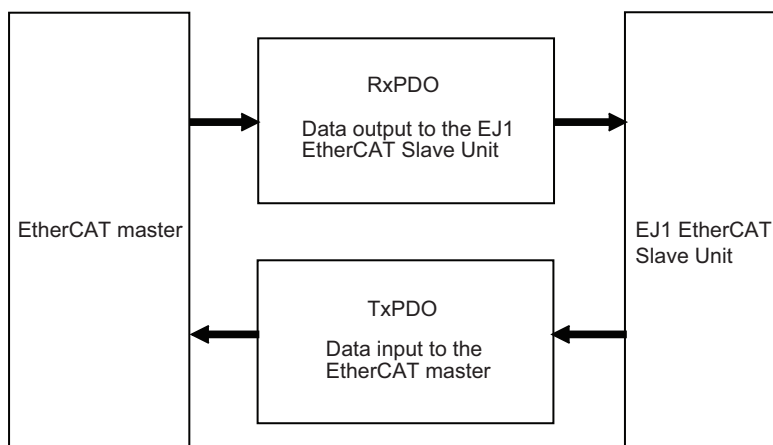 EtherCAT master
RxPDO
Data output to the EJ1
EtherCAT Slave Unit
TxPDO
Data input to the
EtherCAT master
EJ1 EtherCAT
Slave Unit